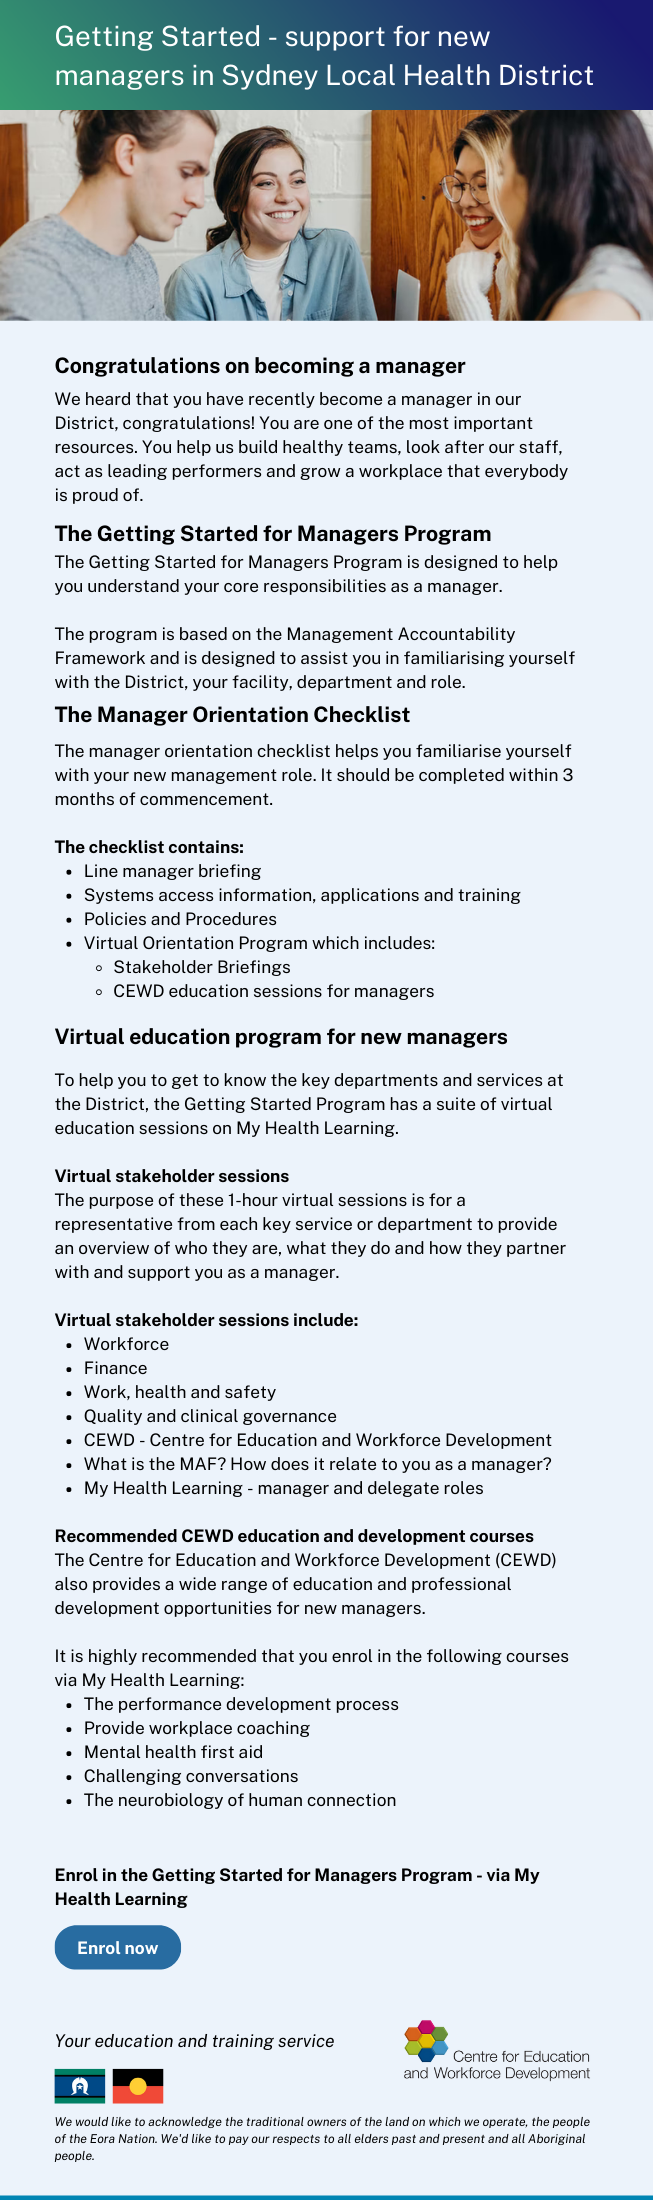 Getting Started - support for new
managers in Sydney Local Health District
Congratulations on becoming a manager
We heard that you have recently become a manager in our
District, congratulations! You are one of the most important
resources. You help us build healthy teams, look after our staff,
act as leading performers and grow a workplace that everybody
is proud of.
The Getting Started for Managers Program
The Getting Started for Managers Program is designed to help
you understand your core responsibilities as a manager.
The program is based on the Management Accountability
Framework and is designed to assist you in familiarising yourself
with the District, your facility, department and role.
The Manager Orientation Checklist
The manager orientation checklist helps you familiarise yourself
with your new management role. It should be completed within 3
months of commencement.
The checklist contains:
• Line manager briefing
• Systems access information, applications and training
• Policies and Procedures
• Virtual Orientation Program which includes:
◦ Stakeholder Briefings
◦ CEWD education sessions for managers
Virtual education program for new managers
To help you to get to know the key departments and services at
the District, the Getting Started Program has a suite of virtual
education sessions on My Health Learning.
Virtual stakeholder sessions
The purpose of these 1-hour virtual sessions is for a
representative from each key service or department to provide
an overview of who they are, what they do and how they partner
with and support you as a manager.
Virtual stakeholder sessions include:
• Workforce
• Finance
• Work, health and safety
• Quality and clinical governance
• CEWD - Centre for Education and Workforce Development
• What is the MAF? How does it relate to you as a manager?
• My Health Learning - manager and delegate roles
Recommended CEWD education and development courses
The Centre for Education and Workforce Development (CEWD)
also provides a wide range of education and professional
development opportunities for new managers.
It is highly recommended that you enrol in the following courses
via My Health Learning:
• The performance development process
• Provide workplace coaching
• Mental health first aid
• Challenging conversations
• The neurobiology of human connection
Enrol in the Getting Started for Managers Program - via My
Health Learning
Enrol now
Your education and training service
Centre for Education
and Workforce Development
We would like to acknowledge the traditional owners of the land on which we operate, the people
of the Eora Nation. We'd like to pay our respects to all elders past and present and all Aboriginal
people.